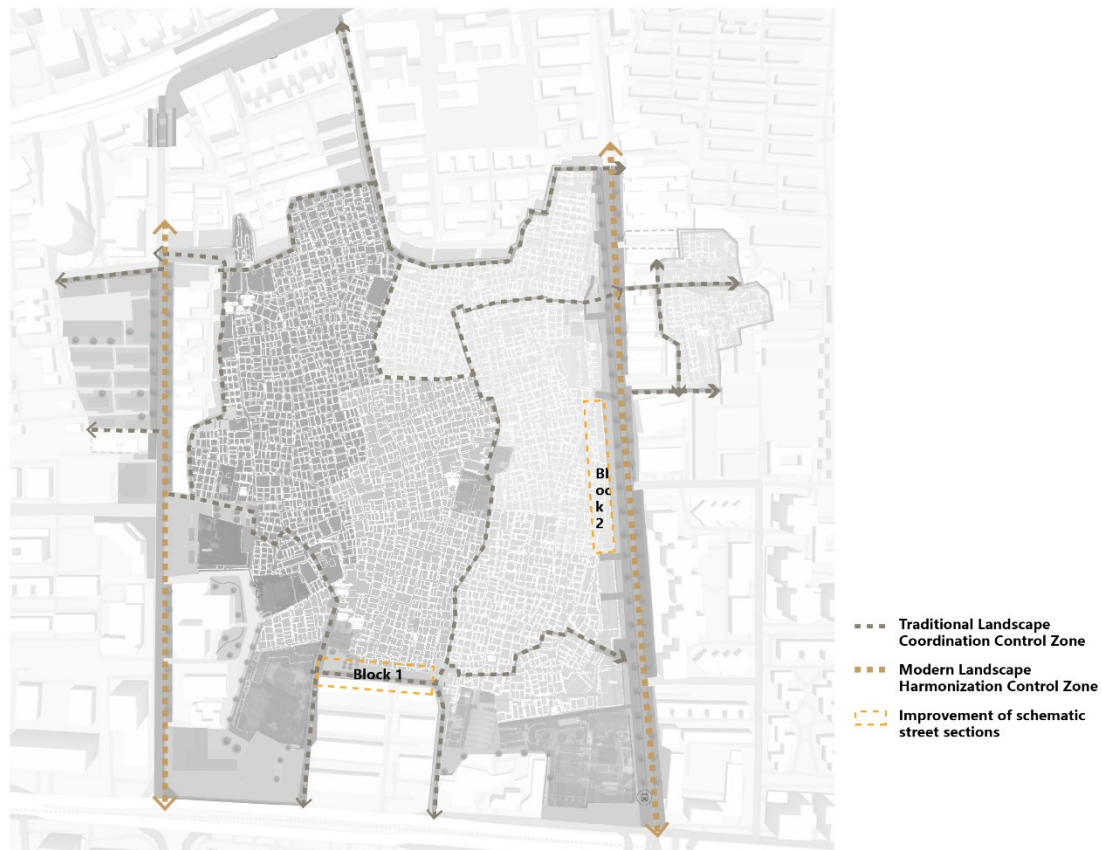 Bl
oc
k
2
Block 1
Traditional Landscape
Coordination Control Zone
Modern Landscape
Harmonization Control Zone
Improvement of schematic
street sections